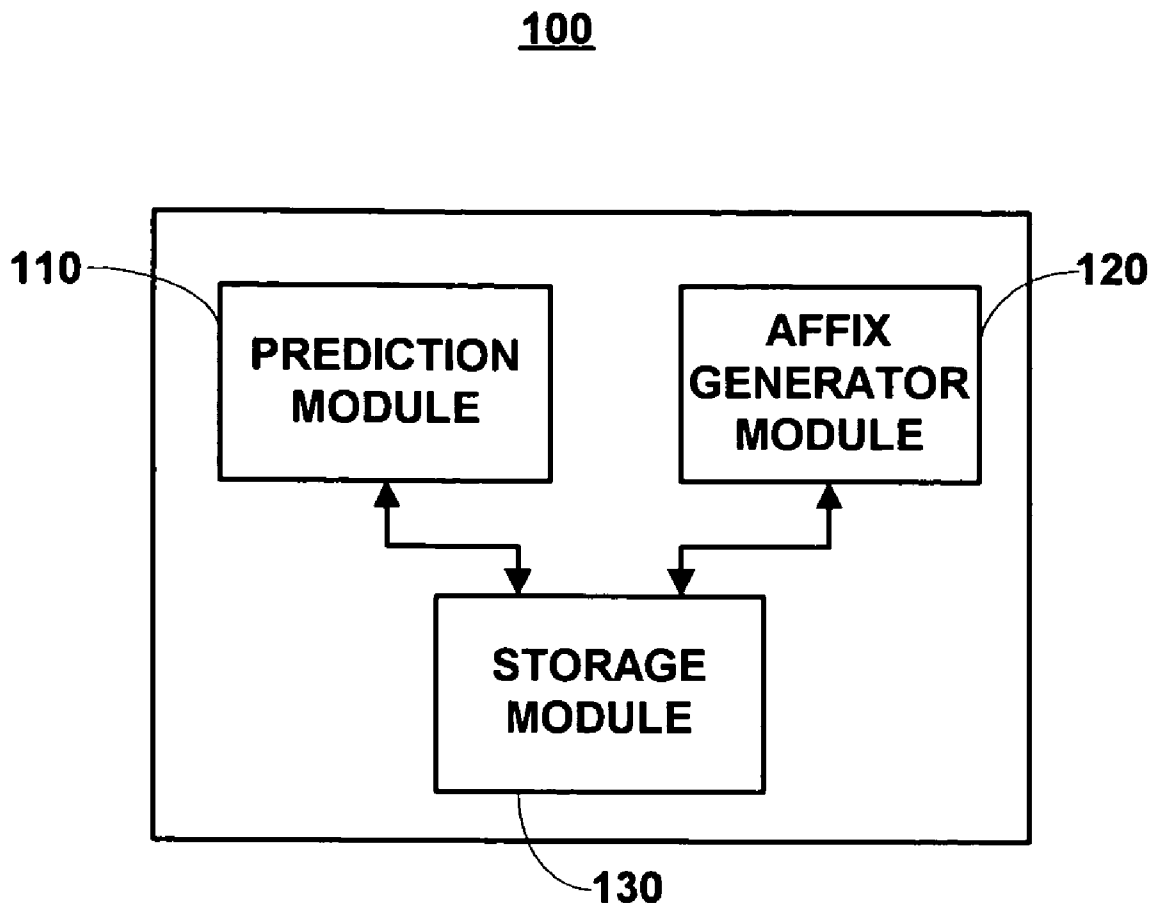 100
110
PREDICTION
MODULE
120
AFFIX
GENERATOR
MODULE
STORAGE
MODULE
130